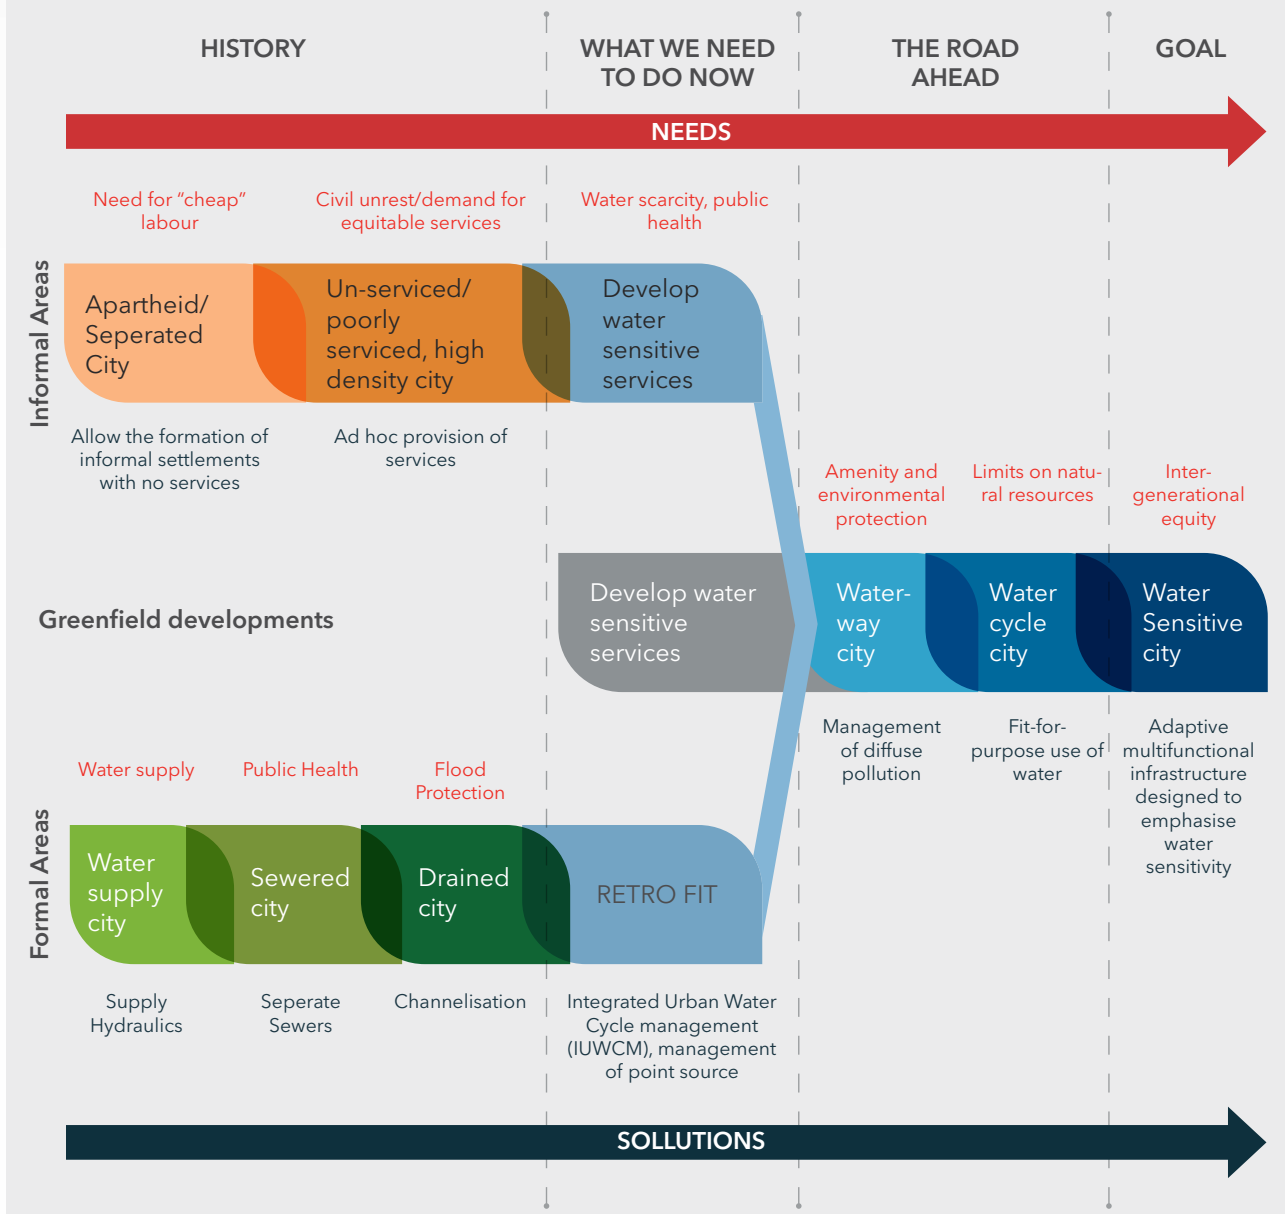 HISTORY
WHAT WE NEED
TO DO NOW
THE ROAD
AHEAD
GOAL
NEEDS
Informal Areas
Need for “cheap”
labour
Civil unrest/demand for
equitable services
Water scarcity, public
health
Apartheid/
Seperated
City
Un-serviced/
poorly
serviced, high
density city
Develop
water
sensitive
services
Allow the formation of
informal settlements
with no services
Ad hoc provision of
services
Amenity and
environmental
protection
Limits on natu-
ral resources
Inter-
generational
equity
Greenfield developments
Develop water
sensitive
services
Water-
way
city
Water
cycle
city
Water
Sensitive
city
Management
of diffuse
pollution
Fit-for-
purpose use of
water
Adaptive
multifunctional
infrastructure
designed to
emphasise
water
sensitivity
Formal Areas
Water supply
Public Health
Flood
Protection
Water
supply
city
Sewered
city
Drained
city
RETRO FIT
Supply
Hydraulics
Seperate
Sewers
Channelisation
Integrated Urban Water
Cycle management
(IUWCM), management
of point source
SOLLUTIONS